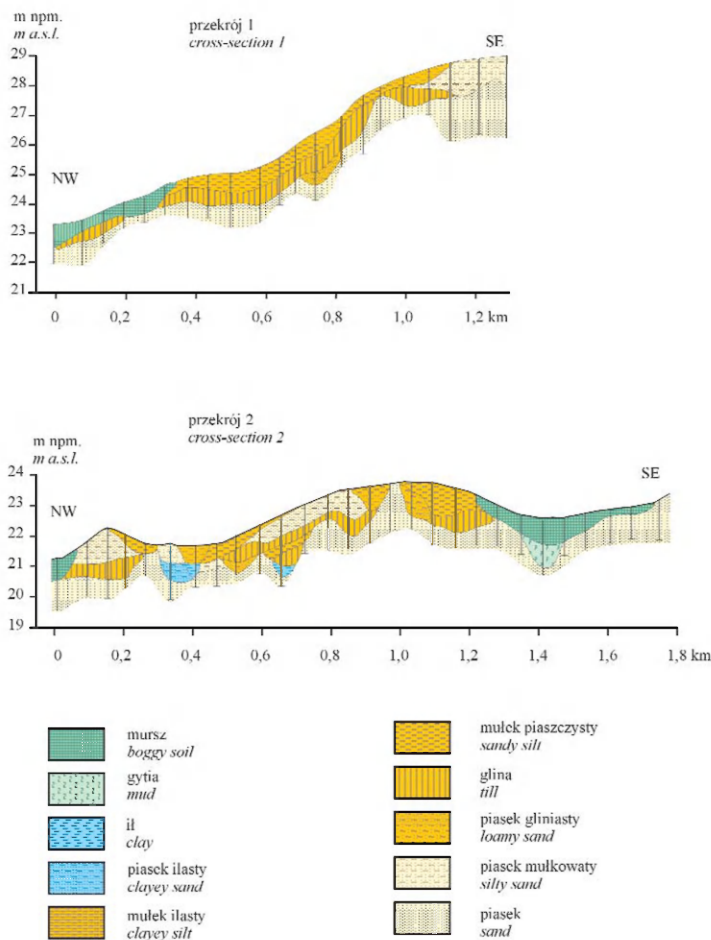 m npm.
m a.s.l.
przekrój 1
cross-section 1
SE
29
28
27
26
25
NW
24
23
22
21
0 0,2 0,4 0,6 0,8 1,0 1,2 km
przekrój 2
cross-section 2
m npm.
m a.s.l.
24
SE
23
NW
22
21
20
19
0 0,2 0,4 0,6 0,8 1,0 1,2 1,4 1,6 1,8 km
mursz
boggy soil
gytia
mud
ił
clay
piasek ilasty
clayey sand
mułek ilasty
clayey silt
mułek piaszczysty
sandy silt
glina
till
piasek gliniasty
loamy sand
piasek mułkowaty
silty sand
piasek
sand